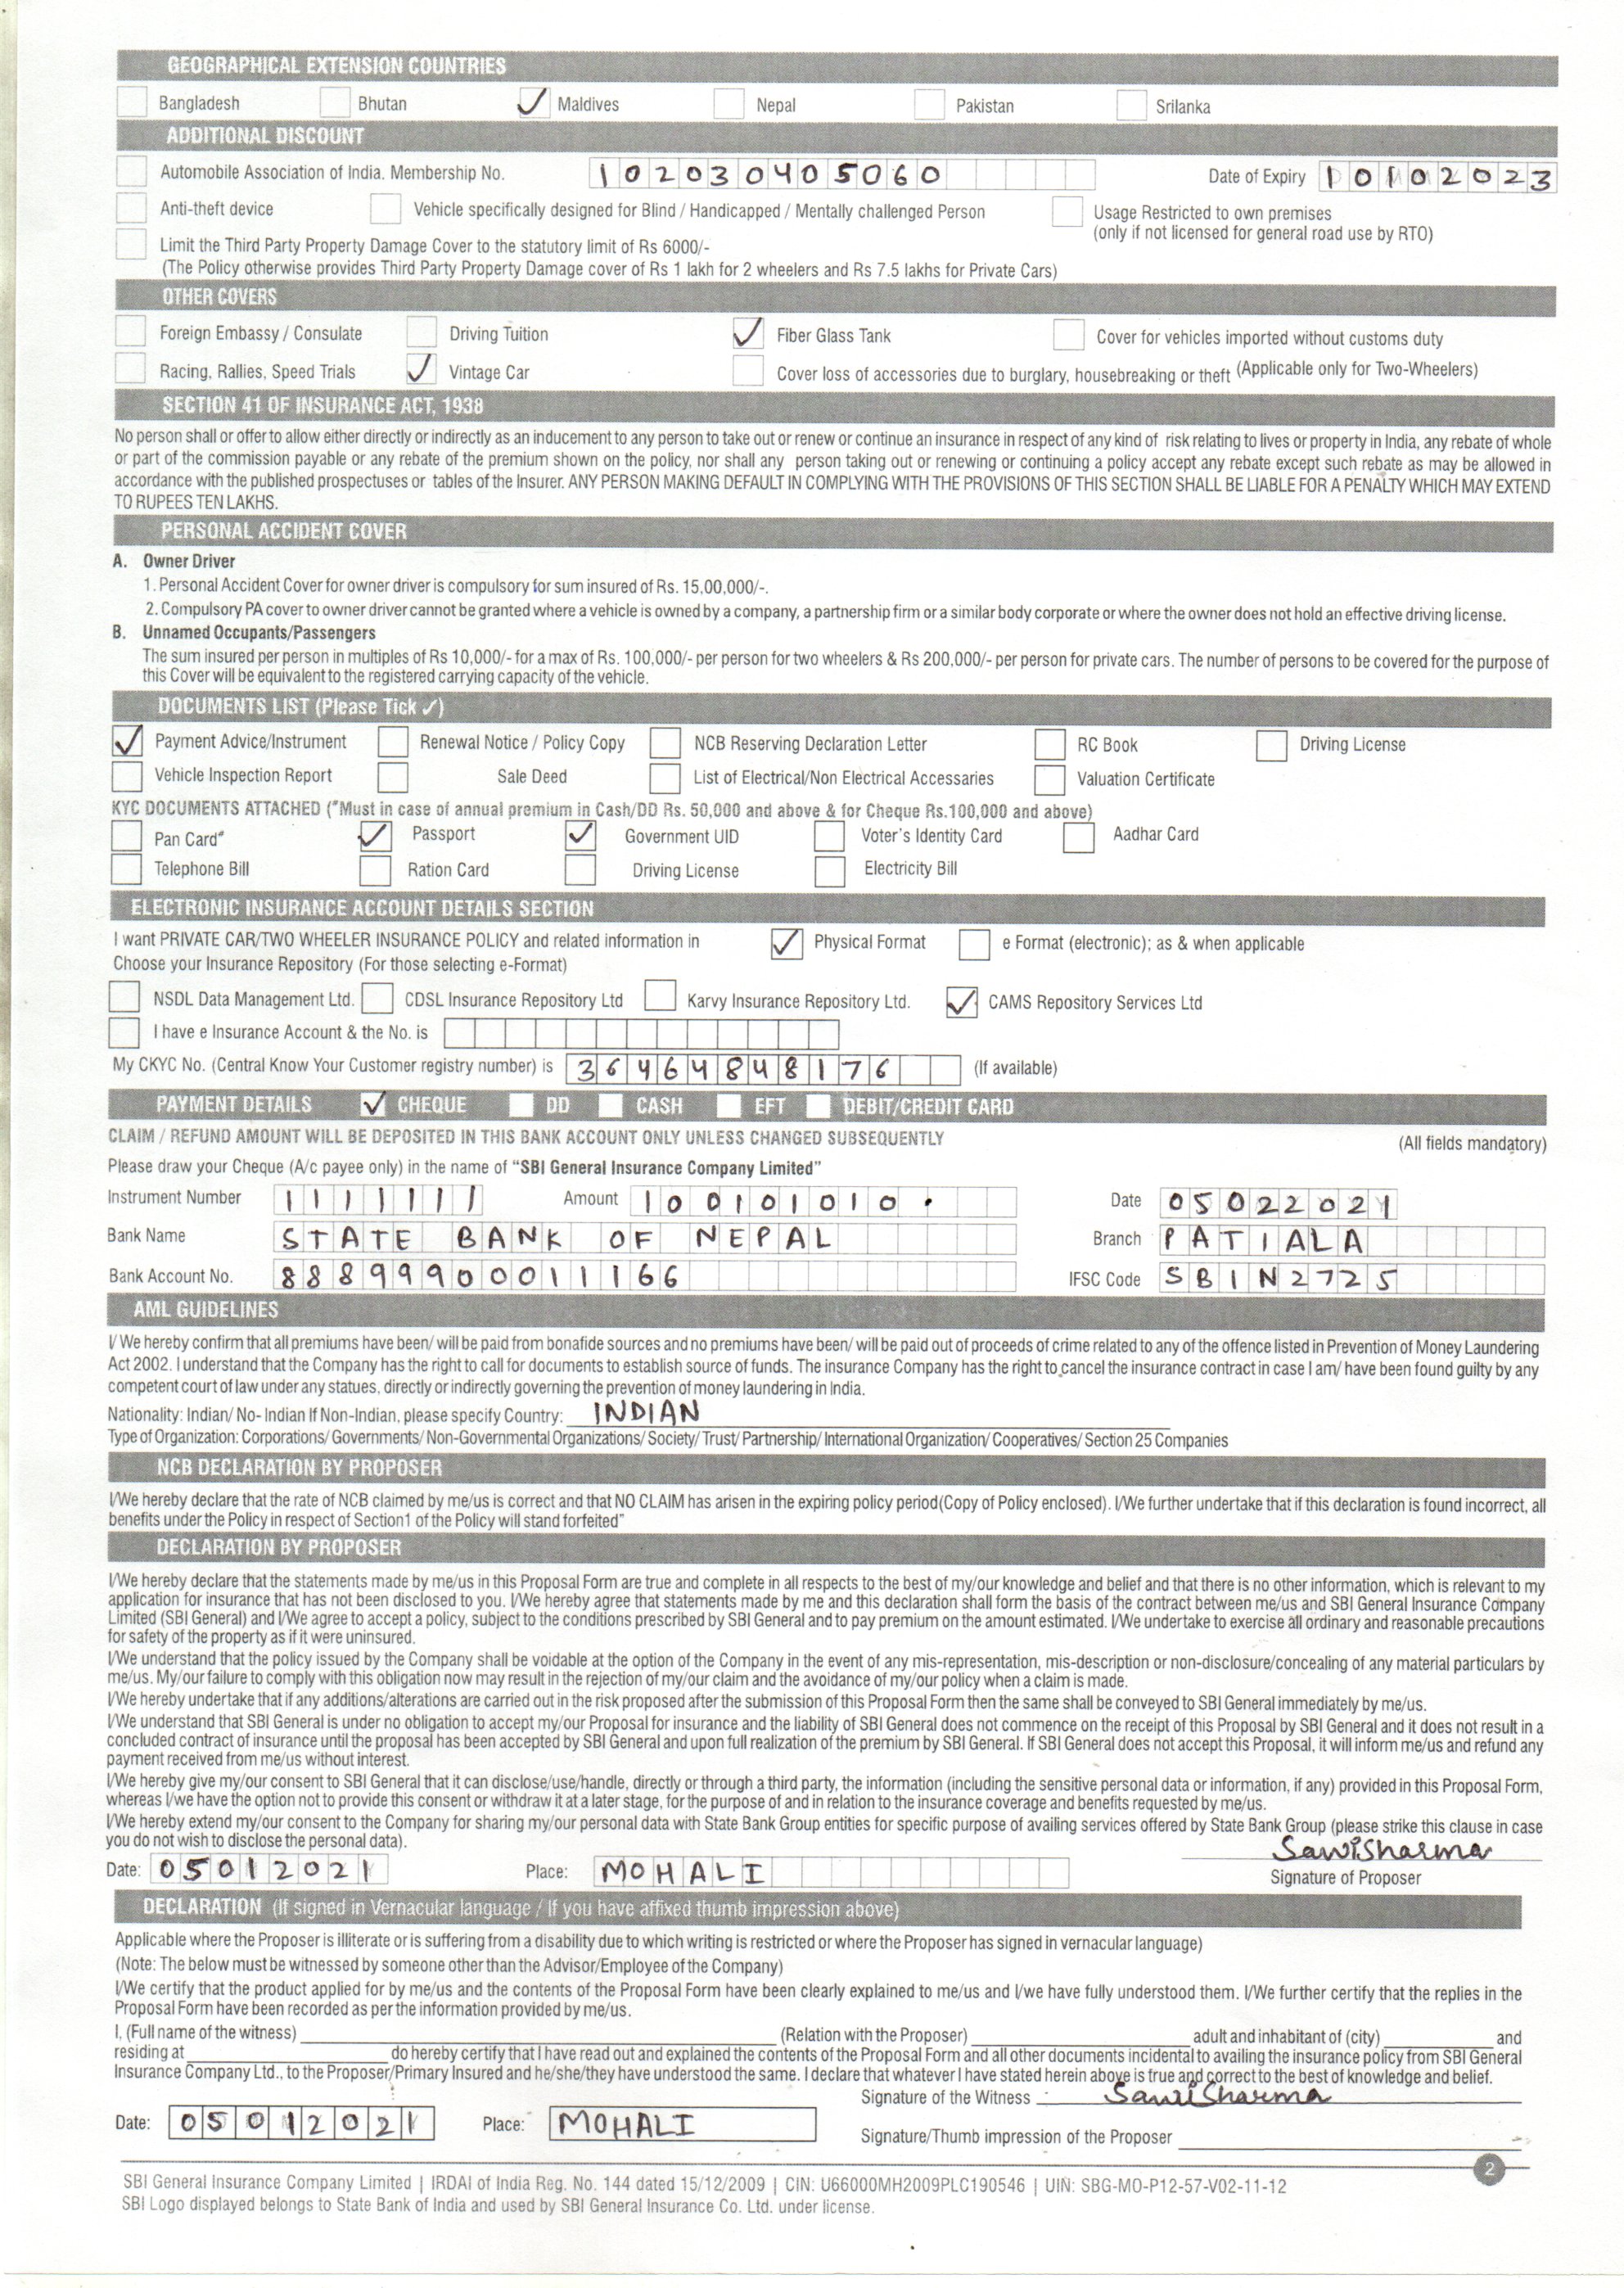 GEOGRAPHICAL EXTENSION COUNTRIES
Bangladesh Bhutan ✓ Maldives Nepal Pakistan Srilanka
ADDITIONAL DISCOUNT
Automobile Association of India. Membership No. 102030405060 Date of Expiry 10102023
Anti-theft device Vehicle specifically designed for Blind / Handicapped / Mentally challenged Person Usage Restricted to own premises
(only if not licensed for general road use by RTO)
Limit the Third Party Property Damage Cover to the statutory limit of Rs 6000/-
(The Policy otherwise provides Third Party Property Damage cover of Rs 1 lakh for 2 wheelers and Rs 7.5 lakhs for Private Cars)
OTHER COVERS
Foreign Embassy / Consulate Driving Tuition ✓ Fiber Glass Tank Cover for vehicles imported without customs duty
Racing, Rallies, Speed Trials ✓ Vintage Car Cover loss of accessories due to burglary, housebreaking or theft (Applicable only for Two-Wheelers)
SECTION 41 OF INSURANCE ACT, 1938
No person shall or offer to allow either directly or indirectly as an inducement to any person to take out or renew or continue an insurance in respect of any kind of risk relating to lives or property in India, any rebate of whole
or part of the commission payable or any rebate of the premium shown on the policy, nor shall any person taking out or renewing or continuing a policy accept any rebate except such rebate as may be allowed in
accordance with the published prospectuses or tables of the Insurer. ANY PERSON MAKING DEFAULT IN COMPLYING WITH THE PROVISIONS OF THIS SECTION SHALL BE LIABLE FOR A PENALTY WHICH MAY EXTEND
TO RUPEES TEN LAKHS.
PERSONAL ACCIDENT COVER
A. Owner Driver
1. Personal Accident Cover for owner driver is compulsory for sum insured of Rs. 15,00,000/-.
2. Compulsory PA cover to owner driver cannot be granted where a vehicle is owned by a company, a partnership firm or a similar body corporate or where the owner does not hold an effective driving license.
B. Unnamed Occupants/Passengers
The sum insured per person in multiples of Rs 10,000/- for a max of Rs. 100,000/- per person for two wheelers & Rs 200,000/- per person for private cars. The number of persons to be covered for the purpose of
this Cover will be equivalent to the registered carrying capacity of the vehicle.
DOCUMENTS LIST (Please Tick ✓)
✓ Payment Advice/Instrument Renewal Notice / Policy Copy NCB Reserving Declaration Letter RC Book Driving License
Vehicle Inspection Report Sale Deed List of Electrical/Non Electrical Accessaries Valuation Certificate
KYC DOCUMENTS ATTACHED (*Must in case of annual premium in Cash/DD Rs. 50,000 and above & for Cheque Rs.100,000 and above)
Pan Card* ✓ Passport ✓ Government UID Voter's Identity Card Aadhar Card
Telephone Bill Ration Card Driving License Electricity Bill
ELECTRONIC INSURANCE ACCOUNT DETAILS SECTION
I want PRIVATE CAR/TWO WHEELER INSURANCE POLICY and related information in ✓ Physical Format e Format (electronic); as & when applicable
Choose your Insurance Repository (For those selecting e-Format)
NSDL Data Management Ltd. CDSL Insurance Repository Ltd Karvy Insurance Repository Ltd. ✓ CAMS Repository Services Ltd
I have e Insurance Account & the No. is
My CKYC No. (Central Know Your Customer registry number) is 36464848176 (If available)
PAYMENT DETAILS ✓ CHEQUE DD CASH EFT DEBIT/CREDIT CARD
CLAIM / REFUND AMOUNT WILL BE DEPOSITED IN THIS BANK ACCOUNT ONLY UNLESS CHANGED SUBSEQUENTLY (All fields mandatory)
Please draw your Cheque (A/c payee only) in the name of "SBI General Insurance Company Limited"
Instrument Number 1111111 Amount 100101010. Date 05022021
Bank Name STATE BANK OF NEPAL Branch PATIALA
Bank Account No. 88899900011166 IFSC Code SBIN2725
AML GUIDELINES
I/ We hereby confirm that all premiums have been/ will be paid from bonafide sources and no premiums have been/ will be paid out of proceeds of crime related to any of the offence listed in Prevention of Money Laundering
Act 2002. I understand that the Company has the right to call for documents to establish source of funds. The insurance Company has the right to cancel the insurance contract in case I am/ have been found guilty by any
competent court of law under any statues, directly or indirectly governing the prevention of money laundering in India.
Nationality: Indian/ No- Indian If Non-Indian, please specify Country: INDIAN
Type of Organization: Corporations/ Governments/ Non-Governmental Organizations/ Society/ Trust/ Partnership/ International Organization/ Cooperatives/ Section 25 Companies
NCB DECLARATION BY PROPOSER
I/We hereby declare that the rate of NCB claimed by me/us is correct and that NO CLAIM has arisen in the expiring policy period(Copy of Policy enclosed). I/We further undertake that if this declaration is found incorrect, all
benefits under the Policy in respect of Section1 of the Policy will stand forfeited"
DECLARATION BY PROPOSER
I/We hereby declare that the statements made by me/us in this Proposal Form are true and complete in all respects to the best of my/our knowledge and belief and that there is no other information, which is relevant to my
application for insurance that has not been disclosed to you. I/We hereby agree that statements made by me and this declaration shall form the basis of the contract between me/us and SBI General Insurance Company
Limited (SBI General) and I/We agree to accept a policy, subject to the conditions prescribed by SBI General and to pay premium on the amount estimated. I/We undertake to exercise all ordinary and reasonable precautions
for safety of the property as if it were uninsured.
I/We understand that the policy issued by the Company shall be voidable at the option of the Company in the event of any mis-representation, mis-description or non-disclosure/concealing of any material particulars by
me/us. My/our failure to comply with this obligation now may result in the rejection of my/our claim and the avoidance of my/our policy when a claim is made.
I/We hereby undertake that if any additions/alterations are carried out in the risk proposed after the submission of this Proposal Form then the same shall be conveyed to SBI General immediately by me/us.
I/We understand that SBI General is under no obligation to accept my/our Proposal for insurance and the liability of SBI General does not commence on the receipt of this Proposal by SBI General and it does not result in a
concluded contract of insurance until the proposal has been accepted by SBI General and upon full realization of the premium by SBI General. If SBI General does not accept this Proposal, it will inform me/us and refund any
payment received from me/us without interest.
I/We hereby give my/our consent to SBI General that it can disclose/use/handle, directly or through a third party, the information (including the sensitive personal data or information, if any) provided in this Proposal Form,
whereas I/we have the option not to provide this consent or withdraw it at a later stage, for the purpose of and in relation to the insurance coverage and benefits requested by me/us.
I/We hereby extend my/our consent to the Company for sharing my/our personal data with State Bank Group entities for specific purpose of availing services offered by State Bank Group (please strike this clause in case
you do not wish to disclose the personal data).
Date: 05012021 Place: MOHALI Signature of Proposer
DECLARATION (If signed in Vernacular language / If you have affixed thumb impression above)
Applicable where the Proposer is illiterate or is suffering from a disability due to which writing is restricted or where the Proposer has signed in vernacular language)
(Note: The below must be witnessed by someone other than the Advisor/Employee of the Company)
I/We certify that the product applied for by me/us and the contents of the Proposal Form have been clearly explained to me/us and I/we have fully understood them. I/We further certify that the replies in the
Proposal Form have been recorded as per the information provided by me/us.
I, (Full name of the witness) (Relation with the Proposer) adult and inhabitant of (city) and
residing at do hereby certify that I have read out and explained the contents of the Proposal Form and all other documents incidental to availing the insurance policy from SBI General
Insurance Company Ltd., to the Proposer/Primary Insured and he/she/they have understood the same. I declare that whatever I have stated herein above is true and correct to the best of knowledge and belief.
Signature of the Witness :
Date: 05012021 Place: MOHALI Signature/Thumb impression of the Proposer
2
SBI General Insurance Company Limited | IRDAI of India Reg. No. 144 dated 15/12/2009 | CIN: U66000MH2009PLC190546 | UIN: SBG-MO-P12-57-V02-11-12
SBI Logo displayed belongs to State Bank of India and used by SBI General Insurance Co. Ltd. under license.